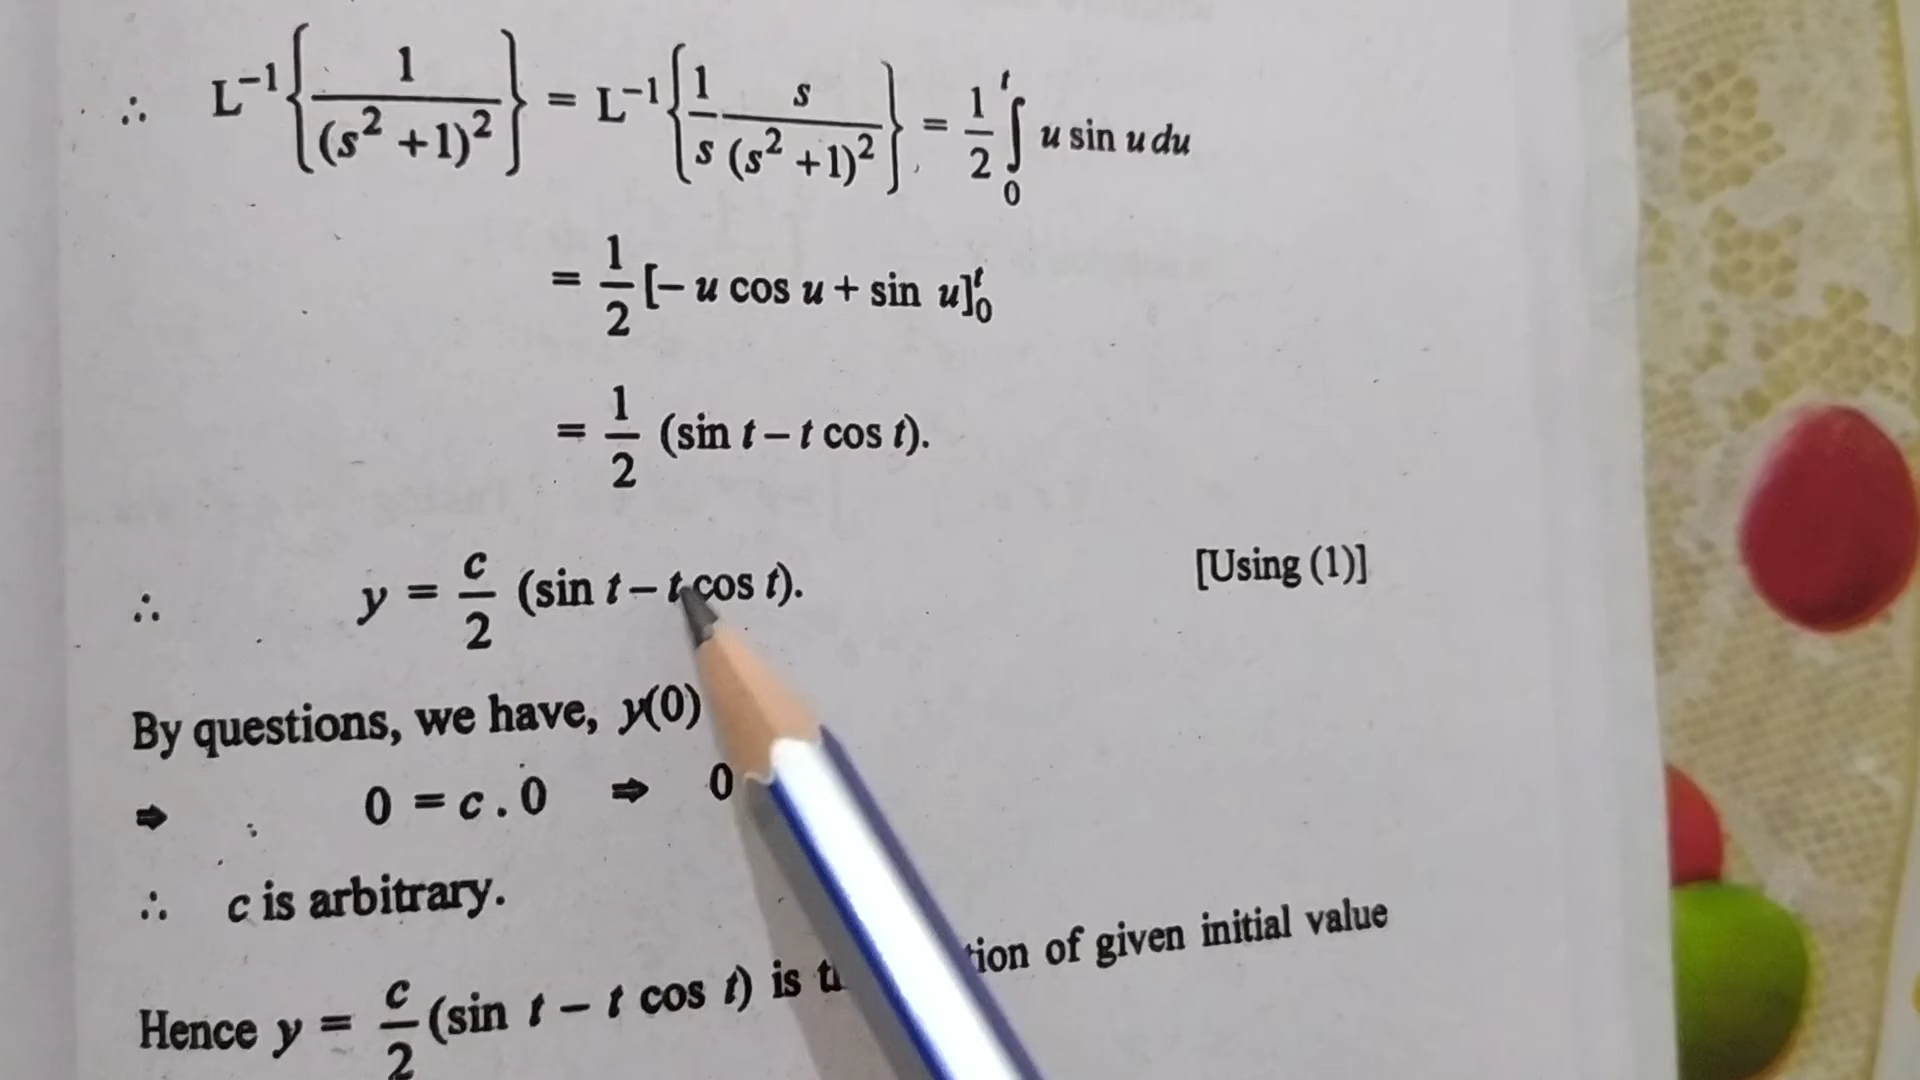 ∴ L⁻¹{1/(s² +1)²} = L⁻¹{1/s s/(s² +1)²} = 1/2 ∫₀ᵗ u sin u du
= 1/2 [– u cos u + sin u]₀ᵗ
= 1/2 (sin t – t cos t).
∴ y = c/2 (sin t – t cos t). [Using (1)]
By questions, we have, y(0)
⇒ 0 = c . 0 ⇒ 0
∴ c is arbitrary.
Hence y = c/2 (sin t – t cos t) is of given initial value